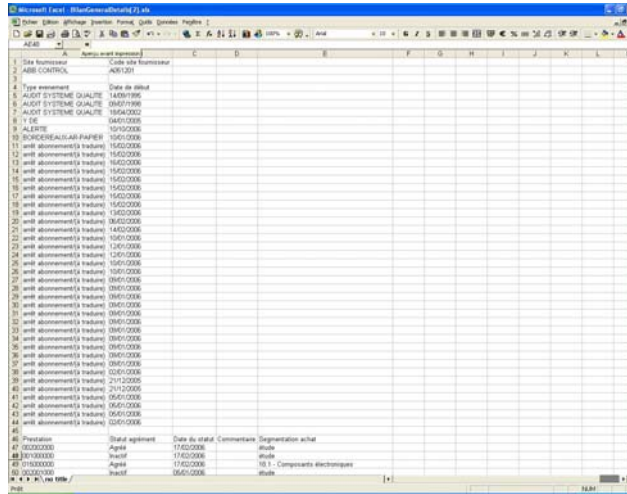 Microsoft Excel - BilanGeneralDetails[7].xls
Fichier Edition Affichage Insertion Format Outils Données Fenêtre ?
100% Arial 10 G I S
AE40
Aperçu avant impression
A B C D E F G H I J K L
1 Site fournisseur Code site fournisseur
2 ABB CONTROL A061201
3
4 Type evenement Date de début
5 AUDIT SYSTEME QUALITE 14/09/1995
6 AUDIT SYSTEME QUALITE 09/07/1998
7 AUDIT SYSTEME QUALITE 18/04/2002
8 Y DE 04/01/2005
9 ALERTE 10/10/2006
10 BORDEREAUX-AR-PAPIER 10/01/2006
11 arrêt abonnement/(à traduire) 15/02/2006
12 arrêt abonnement/(à traduire) 15/02/2006
13 arrêt abonnement/(à traduire) 16/02/2006
14 arrêt abonnement/(à traduire) 15/02/2006
15 arrêt abonnement/(à traduire) 15/02/2006
16 arrêt abonnement/(à traduire) 15/02/2006
17 arrêt abonnement/(à traduire) 15/02/2006
18 arrêt abonnement/(à traduire) 15/02/2006
19 arrêt abonnement/(à traduire) 13/02/2006
20 arrêt abonnement/(à traduire) 06/02/2006
21 arrêt abonnement/(à traduire) 14/02/2006
22 arrêt abonnement/(à traduire) 10/01/2006
23 arrêt abonnement/(à traduire) 12/01/2006
24 arrêt abonnement/(à traduire) 12/01/2006
25 arrêt abonnement/(à traduire) 10/01/2006
26 arrêt abonnement/(à traduire) 10/01/2006
27 arrêt abonnement/(à traduire) 09/01/2006
28 arrêt abonnement/(à traduire) 09/01/2006
29 arrêt abonnement/(à traduire) 09/01/2006
30 arrêt abonnement/(à traduire) 09/01/2006
31 arrêt abonnement/(à traduire) 09/01/2006
32 arrêt abonnement/(à traduire) 09/01/2006
33 arrêt abonnement/(à traduire) 09/01/2006
34 arrêt abonnement/(à traduire) 09/01/2006
35 arrêt abonnement/(à traduire) 09/01/2006
36 arrêt abonnement/(à traduire) 09/01/2006
37 arrêt abonnement/(à traduire) 09/01/2006
38 arrêt abonnement/(à traduire) 02/01/2006
39 arrêt abonnement/(à traduire) 21/12/2005
40 arrêt abonnement/(à traduire) 21/12/2005
41 arrêt abonnement/(à traduire) 05/01/2006
42 arrêt abonnement/(à traduire) 05/01/2006
43 arrêt abonnement/(à traduire) 05/01/2006
44 arrêt abonnement/(à traduire) 02/01/2006
45
46 Prestation Statut agrément Date du statut Commentaire Segmentation achat
47 002002000 Agréé 17/02/2006 étude
48 001000000 Inactif 17/02/2006 étude
49 015000000 Agréé 17/02/2006 18.1 - Composants électroniques
50 002001000 Inactif 06/01/2006 étude
no title
Prêt NUM